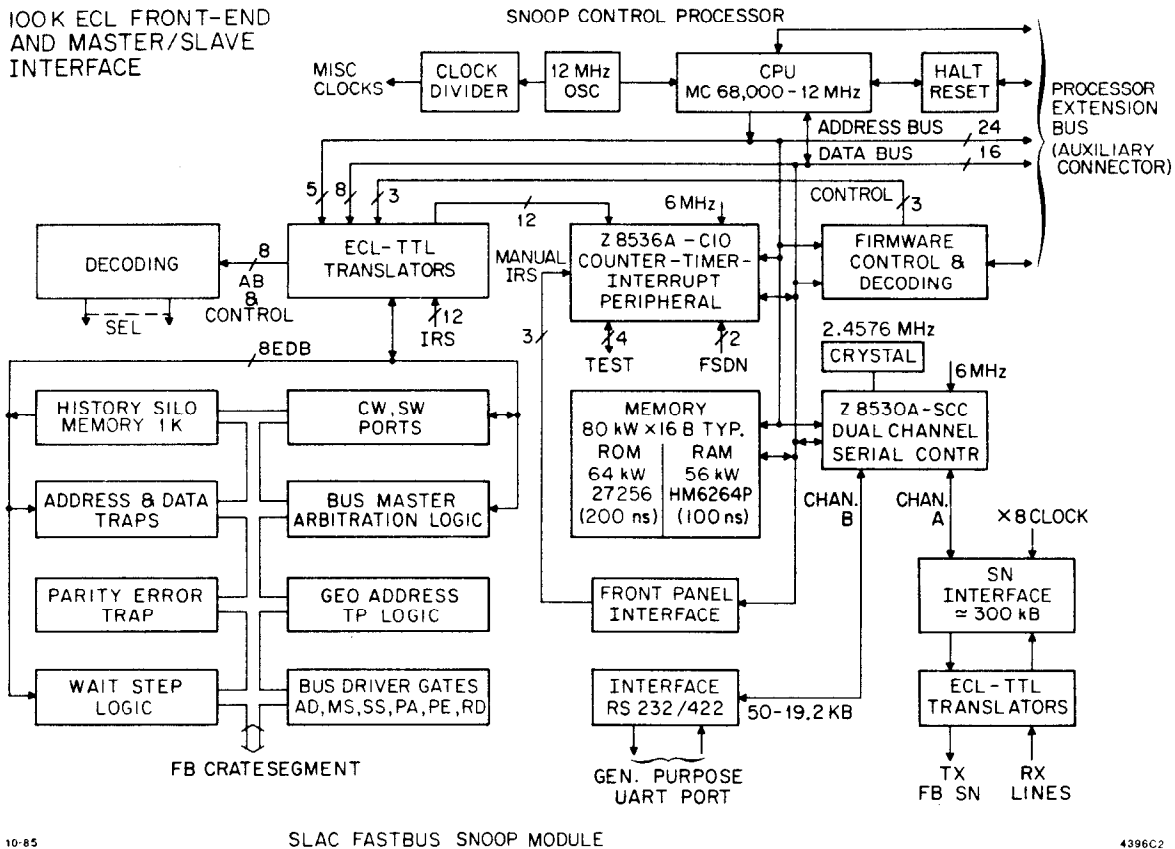 100K ECL FRONT-END
AND MASTER/SLAVE
INTERFACE
SNOOP CONTROL PROCESSOR
MISC
CLOCKS
CLOCK
DIVIDER
12 MHz
OSC
CPU
MC 68,000-12 MHz
HALT
RESET
PROCESSOR
EXTENSION
BUS
(AUXILIARY
CONNECTOR)
ADDRESS BUS
24
DATA BUS
16
5
8
3
12
6 MHz
CONTROL
3
DECODING
8
AB
&
CONTROL
SEL
ECL-TTL
TRANSLATORS
12
IRS
MANUAL
IRS
3
Z 8536A-CIO
COUNTER-TIMER-
INTERRUPT
PERIPHERAL
4
TEST
2
FSDN
FIRMWARE
CONTROL &
DECODING
2.4576 MHz
CRYSTAL
6 MHz
8EDB
HISTORY SILO
MEMORY 1K
CW, SW
PORTS
MEMORY
80 kW × 16 B TYP.
ROM
64 kW
27256
(200 ns)
RAM
56 kW
HM6264P
(100 ns)
Z 8530A-SCC
DUAL CHANNEL
SERIAL CONTR
ADDRESS & DATA
TRAPS
BUS MASTER
ARBITRATION LOGIC
CHAN.
B
CHAN.
A
×8 CLOCK
PARITY ERROR
TRAP
GEO ADDRESS
TP LOGIC
FRONT PANEL
INTERFACE
SN
INTERFACE
≃ 300 kB
WAIT STEP
LOGIC
BUS DRIVER GATES
AD, MS, SS, PA, PE, RD
INTERFACE
RS 232/422
50-19.2 KB
ECL-TTL
TRANSLATORS
FB CRATESEGMENT
GEN. PURPOSE
UART PORT
TX
FB SN
RX
LINES
10-85
SLAC FASTBUS SNOOP MODULE
4396C2